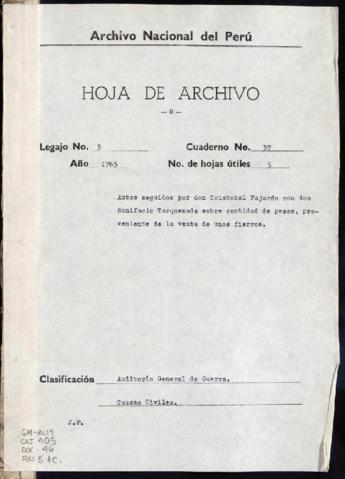 Archivo Nacional del Perú
HOJA DE ARCHIVO
— o —
Legajo No. 3 Cuaderno No. 37
Año 1765 No. de hojas útiles 5
Autos seguidos por don Cristobal Fajardo con don
Bonifacio Torquemada sobre cantidad de pesos, pro-
veniente de la venta de unos fierros.
Clasificación Auditoría General de Guerra.
Causas Civiles.
J.P.
GM-AU1
CAJ 105
DOC. 46
FOLS 5 +C.